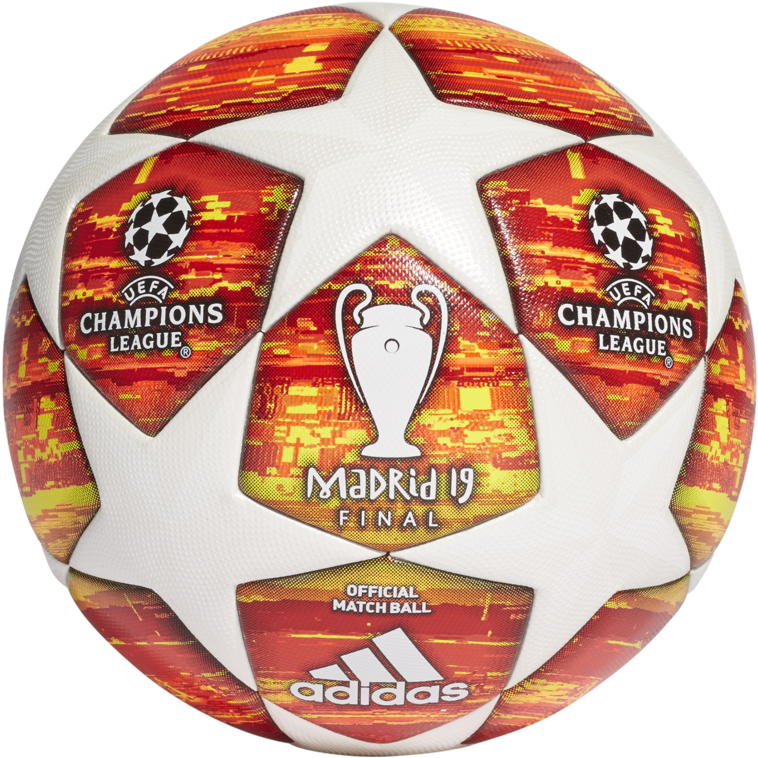 UEFA
CHAMPIONS
LEAGUE®
UEFA
CHAMPIONS
LEAGUE®
MADRID 19
FINAL
OFFICIAL
MATCH BALL
adidas